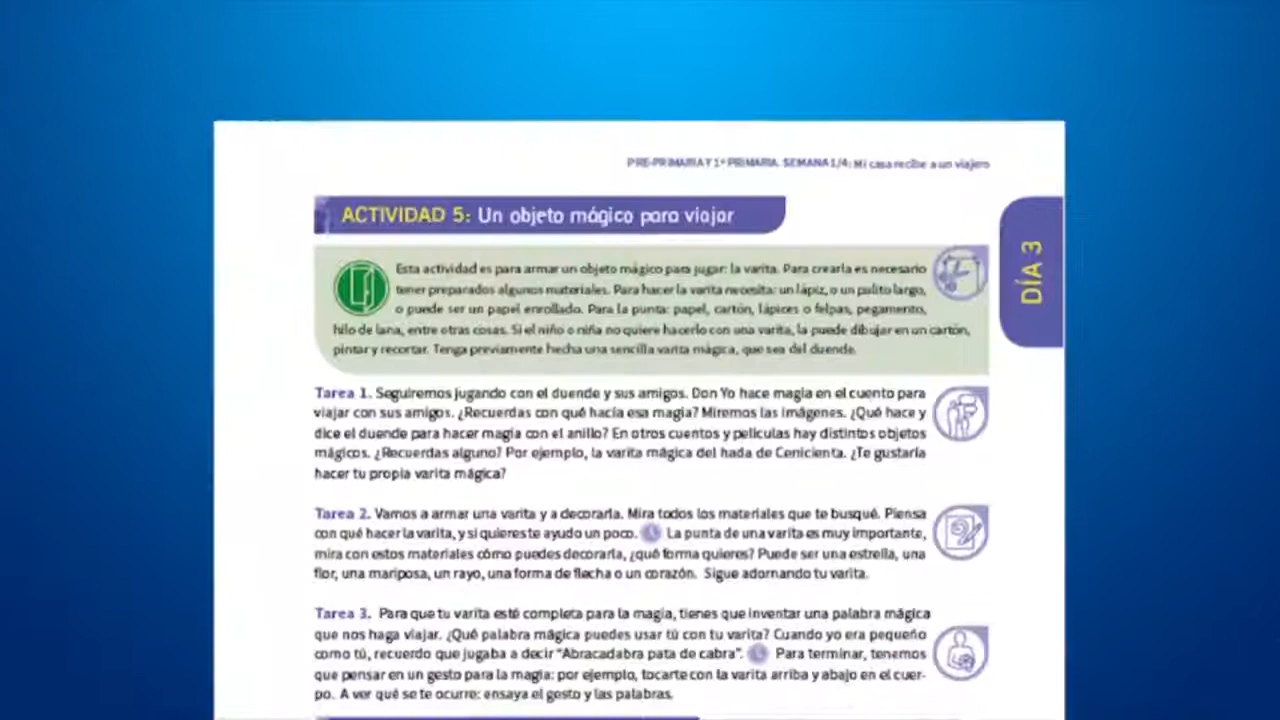 PRE-PRIMARIA Y 1º PRIMARIA. SEMANA 1/4: Mi casa recibe a un viajero
ACTIVIDAD 5: Un objeto mágico para viajar
DÍA 3
Esta actividad es para armar un objeto mágico para jugar: la varita. Para crearla es necesario
tener preparados algunos materiales. Para hacer la varita necesita: un lápiz, o un palito largo,
o puede ser un papel enrollado. Para la punta: papel, cartón, lápices o felpas, pegamento,
hilo de lana, entre otras cosas. Si el niño o niña no quiere hacerlo con una varita, la puede dibujar en un cartón,
pintar y recortar. Tenga previamente hecha una sencilla varita mágica, que sea del duende.
Tarea 1. Seguiremos jugando con el duende y sus amigos. Don Yo hace magia en el cuento para
viajar con sus amigos. ¿Recuerdas con qué hacía esa magia? Miremos las imágenes. ¿Qué hace y
dice el duende para hacer magia con el anillo? En otros cuentos y películas hay distintos objetos
mágicos. ¿Recuerdas alguno? Por ejemplo, la varita mágica del hada de Cenicienta. ¿Te gustaría
hacer tu propia varita mágica?
Tarea 2. Vamos a armar una varita y a decorarla. Mira todos los materiales que te busqué. Piensa
con qué hacer la varita, y si quieres te ayudo un poco. La punta de una varita es muy importante,
mira con estos materiales cómo puedes decorarla, ¿qué forma quieres? Puede ser una estrella, una
flor, una mariposa, un rayo, una forma de flecha o un corazón. Sigue adornando tu varita.
Tarea 3. Para que tu varita esté completa para la magia, tienes que inventar una palabra mágica
que nos haga viajar. ¿Qué palabra mágica puedes usar tú con tu varita? Cuando yo era pequeño
como tú, recuerdo que jugaba a decir "Abracadabra pata de cabra". Para terminar, tenemos
que pensar en un gesto para la magia: por ejemplo, tocarte con la varita arriba y abajo en el cuer-
po. A ver qué se te ocurre: ensaya el gesto y las palabras.